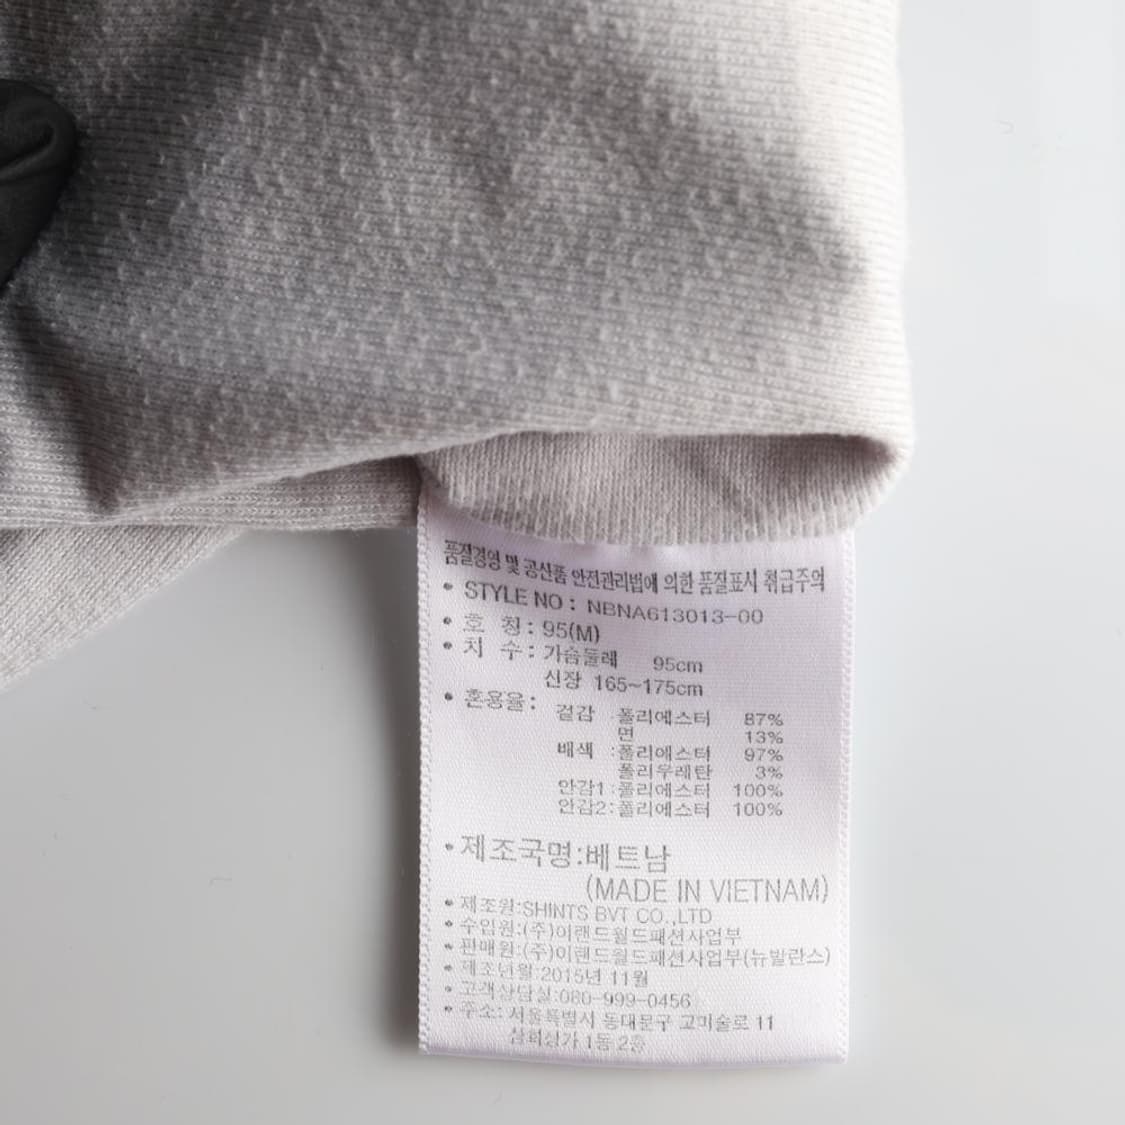 품질경영 및 공산품 안전관리법에 의한 품질표시 취급주의
• STYLE NO : NBNA613013-00
• 호 칭 : 95(M)
• 치 수 : 가슴둘레 95cm
신장 165~175cm
• 혼용율 :
겉감 : 폴리에스터 87%
면 13%
배색 : 폴리에스터 97%
폴리우레탄 3%
안감1 : 폴리에스터 100%
안감2 : 폴리에스터 100%
• 제조국명:베트남
(MADE IN VIETNAM)
• 제조원:SHINTS BVT CO.,LTD
• 수입원:(주)이랜드월드패션사업부
• 판매원:(주)이랜드월드패션사업부(뉴발란스)
• 제조년월:2015년 11월
• 고객상담실:080-999-0456
• 주소: 서울특별시 동대문구 고미술로 11
삼희상가 1동 2층